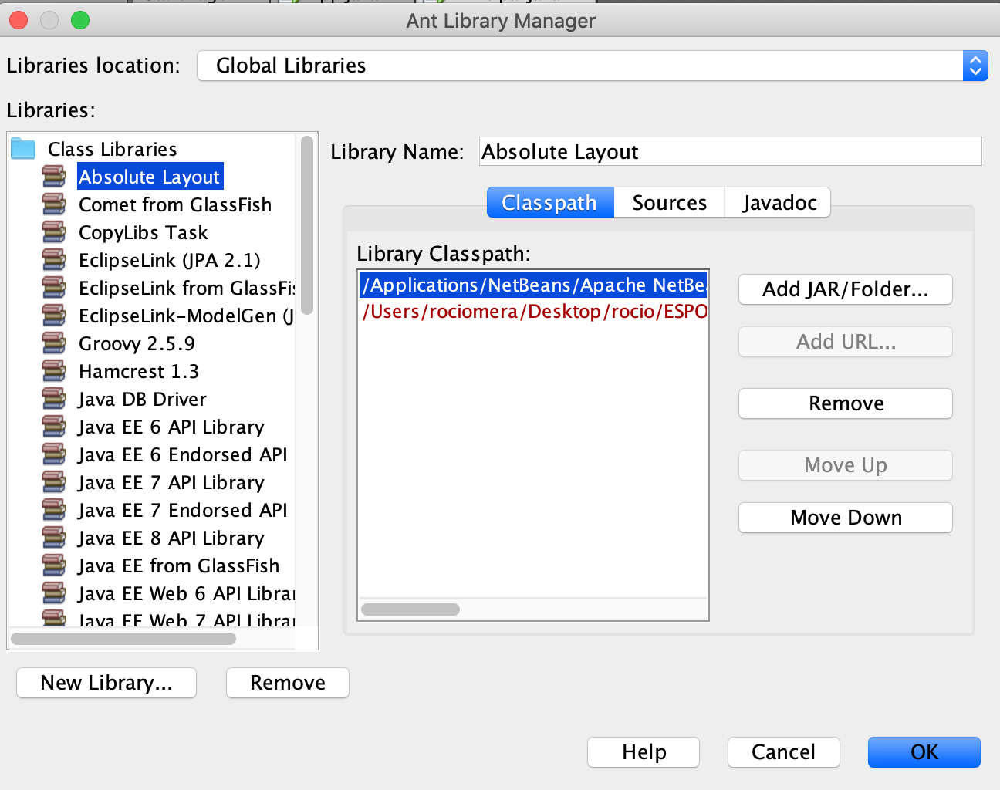 Ant Library Manager
Libraries location:
Global Libraries
Libraries:
Class Libraries
Absolute Layout
Comet from GlassFish
CopyLibs Task
EclipseLink (JPA 2.1)
EclipseLink from GlassFis
EclipseLink-ModelGen (J
Groovy 2.5.9
Hamcrest 1.3
Java DB Driver
Java EE 6 API Library
Java EE 6 Endorsed API
Java EE 7 API Library
Java EE 7 Endorsed API
Java EE 8 API Library
Java EE from GlassFish
Java EE Web 6 API Librar
Java EE Web 7 API Librar
New Library...
Remove
Library Name:
Absolute Layout
Classpath
Sources
Javadoc
Library Classpath:
/Applications/NetBeans/Apache NetBea
/Users/rociomera/Desktop/rocio/ESPO
Add JAR/Folder...
Add URL...
Remove
Move Up
Move Down
Help
Cancel
OK